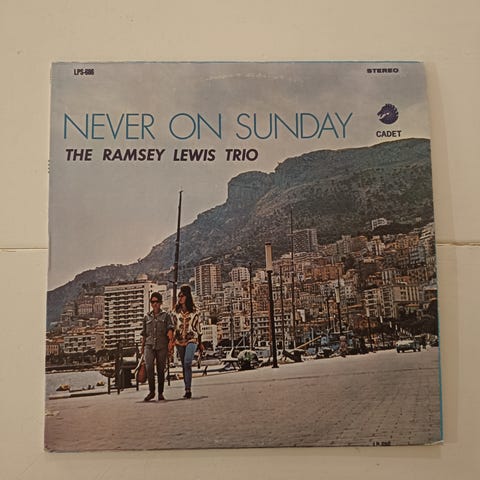 LPS-686
STEREO
NEVER ON SUNDAY
CADET
THE RAMSEY LEWIS TRIO